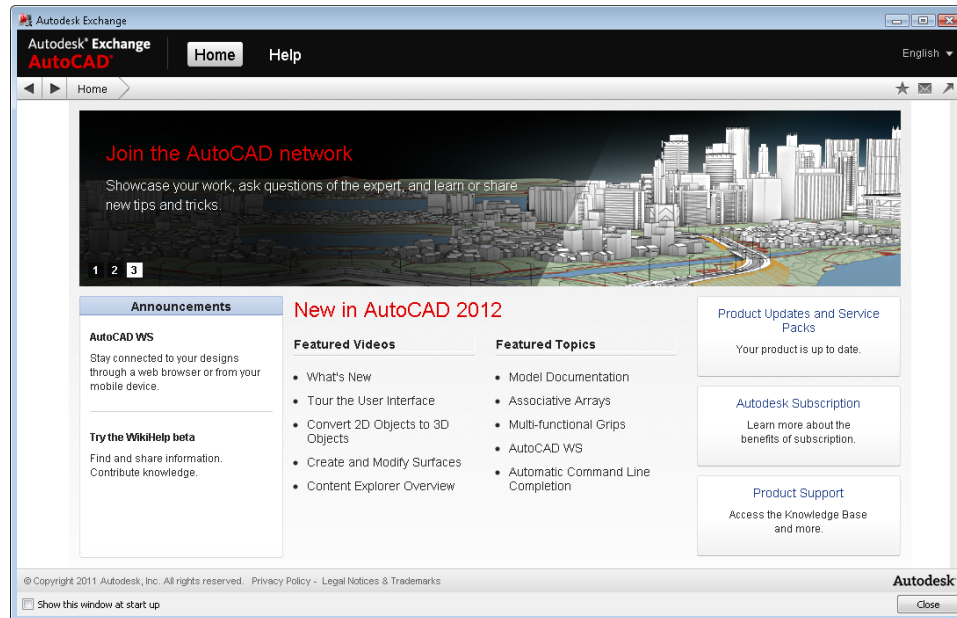 Autodesk Exchange
Autodesk® Exchange
AutoCAD®
Home
Help
English
Home
Join the AutoCAD network
Showcase your work, ask questions of the expert, and learn or share
new tips and tricks.
1 2 3
Announcements
AutoCAD WS
Stay connected to your designs
through a web browser or from your
mobile device.
Try the WikiHelp beta
Find and share information.
Contribute knowledge.
New in AutoCAD 2012
Featured Videos
• What's New
• Tour the User Interface
• Convert 2D Objects to 3D
Objects
• Create and Modify Surfaces
• Content Explorer Overview
Featured Topics
• Model Documentation
• Associative Arrays
• Multi-functional Grips
• AutoCAD WS
• Automatic Command Line
Completion
Product Updates and Service
Packs
Your product is up to date.
Autodesk Subscription
Learn more about the
benefits of subscription.
Product Support
Access the Knowledge Base
and more.
© Copyright 2011 Autodesk, Inc. All rights reserved. Privacy Policy - Legal Notices & Trademarks
Autodesk
Show this window at start up
Close